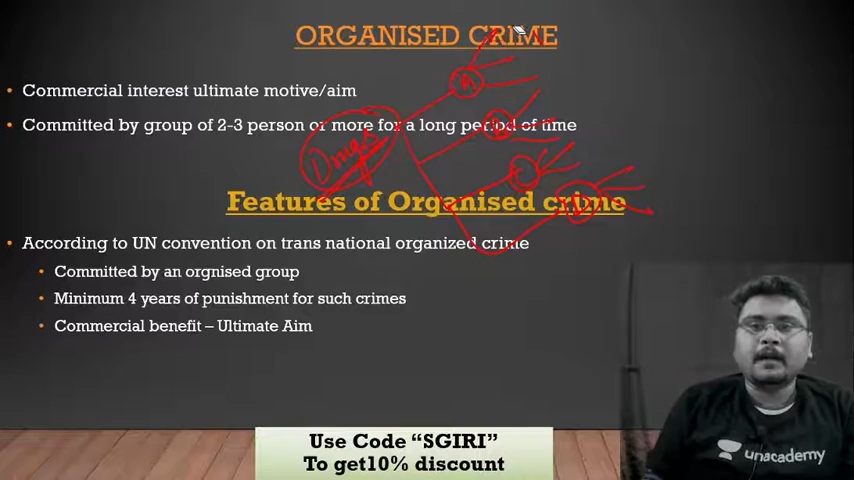 ORGANISED CRIME
• Commercial interest ultimate motive/aim
• Committed by group of 2-3 person or more for a long period of time
Drugs
A
B
C
D
Features of Organised crime
• According to UN convention on trans national organized crime
• Committed by an orgnised group
• Minimum 4 years of punishment for such crimes
• Commercial benefit – Ultimate Aim
unacademy
Use Code “SGIRI”
To get10% discount